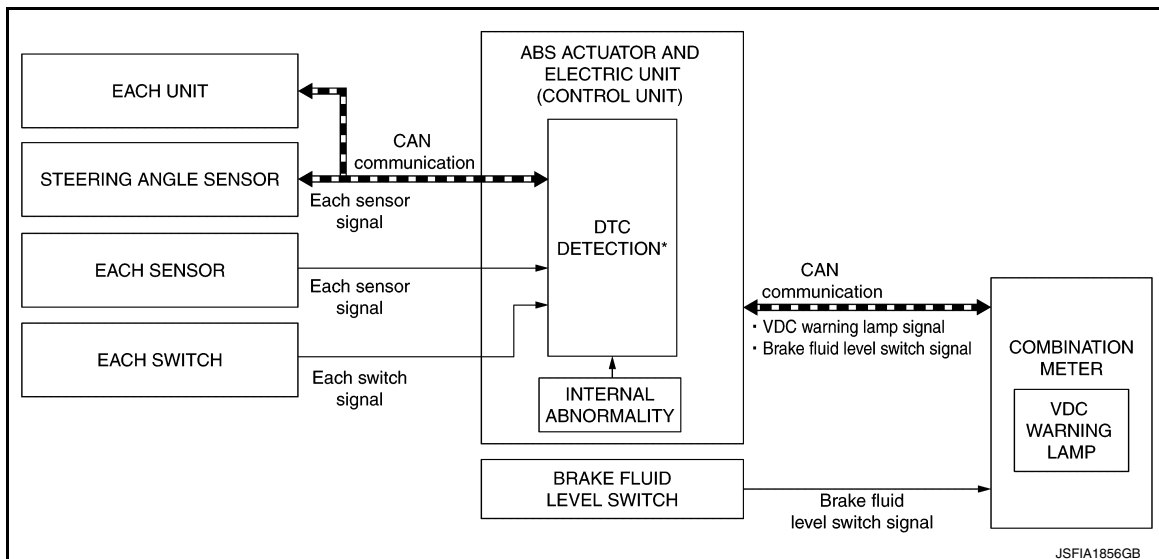 EACH UNIT
STEERING ANGLE SENSOR
EACH SENSOR
EACH SWITCH
CAN
communication
Each sensor
signal
Each sensor
signal
Each switch
signal
ABS ACTUATOR AND
ELECTRIC UNIT
(CONTROL UNIT)
DTC
DETECTION*
INTERNAL
ABNORMALITY
BRAKE FLUID
LEVEL SWITCH
CAN
communication
・VDC warning lamp signal
・Brake fluid level switch signal
Brake fluid
level switch signal
COMBINATION
METER
VDC
WARNING
LAMP
JSFIA1856GB